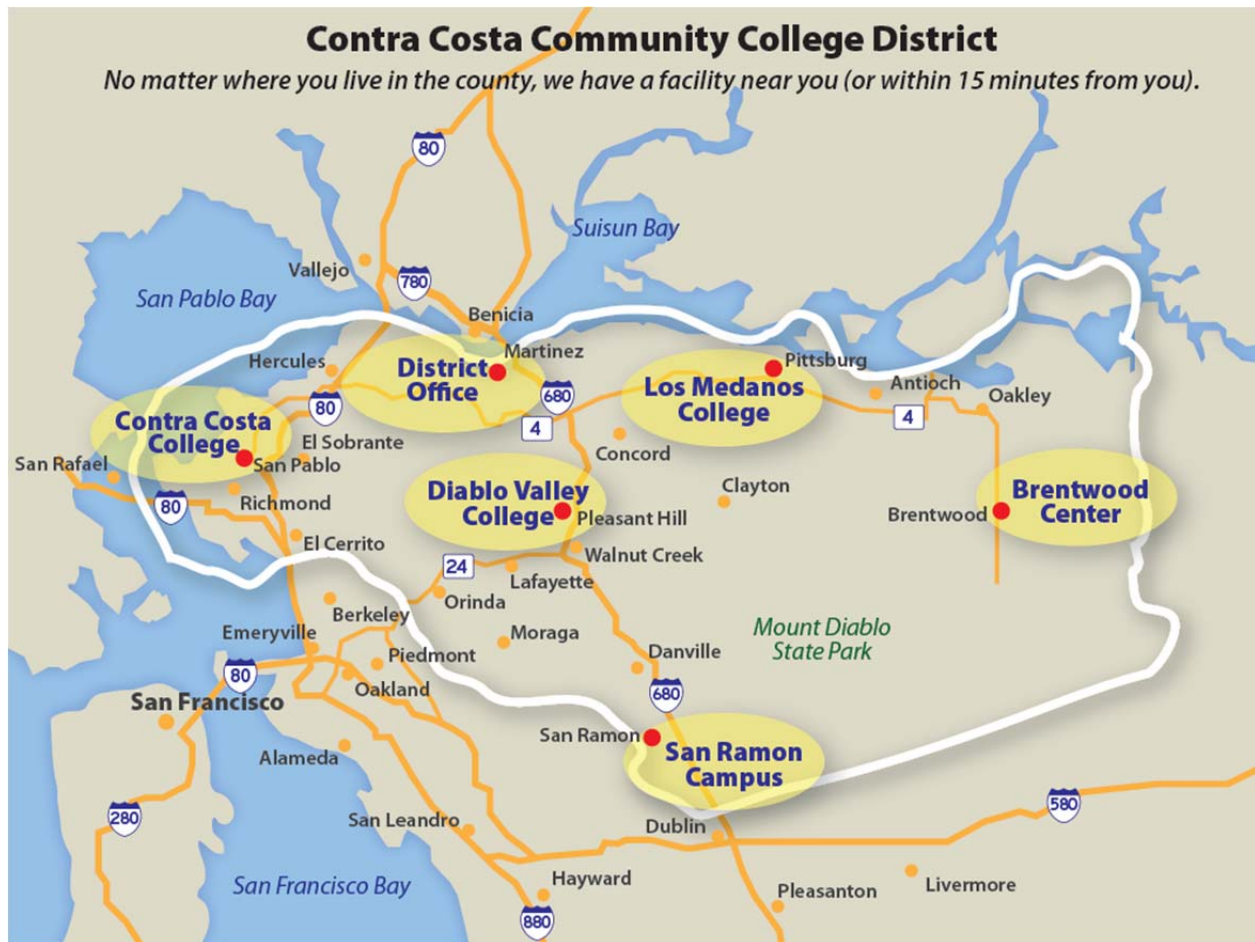 Contra Costa Community College District
No matter where you live in the county, we have a facility near you (or within 15 minutes from you).
80
Suisun Bay
Vallejo
780
San Pablo Bay
Benicia
Martinez
Hercules
District
Office
680
Pittsburg
Los Medanos
College
Antioch
Oakley
80
4
4
Contra Costa
College
El Sobrante
San Pablo
San Rafael
Concord
Richmond
80
Diablo Valley
College
Pleasant Hill
Clayton
Brentwood
Brentwood
Center
El Cerrito
Walnut Creek
24
Lafayette
Orinda
Berkeley
Emeryville
Moraga
Mount Diablo
State Park
Piedmont
Danville
80
Oakland
680
San Francisco
San Ramon
San Ramon
Campus
Alameda
280
San Leandro
Dublin
580
San Francisco Bay
Hayward
Pleasanton
Livermore
880